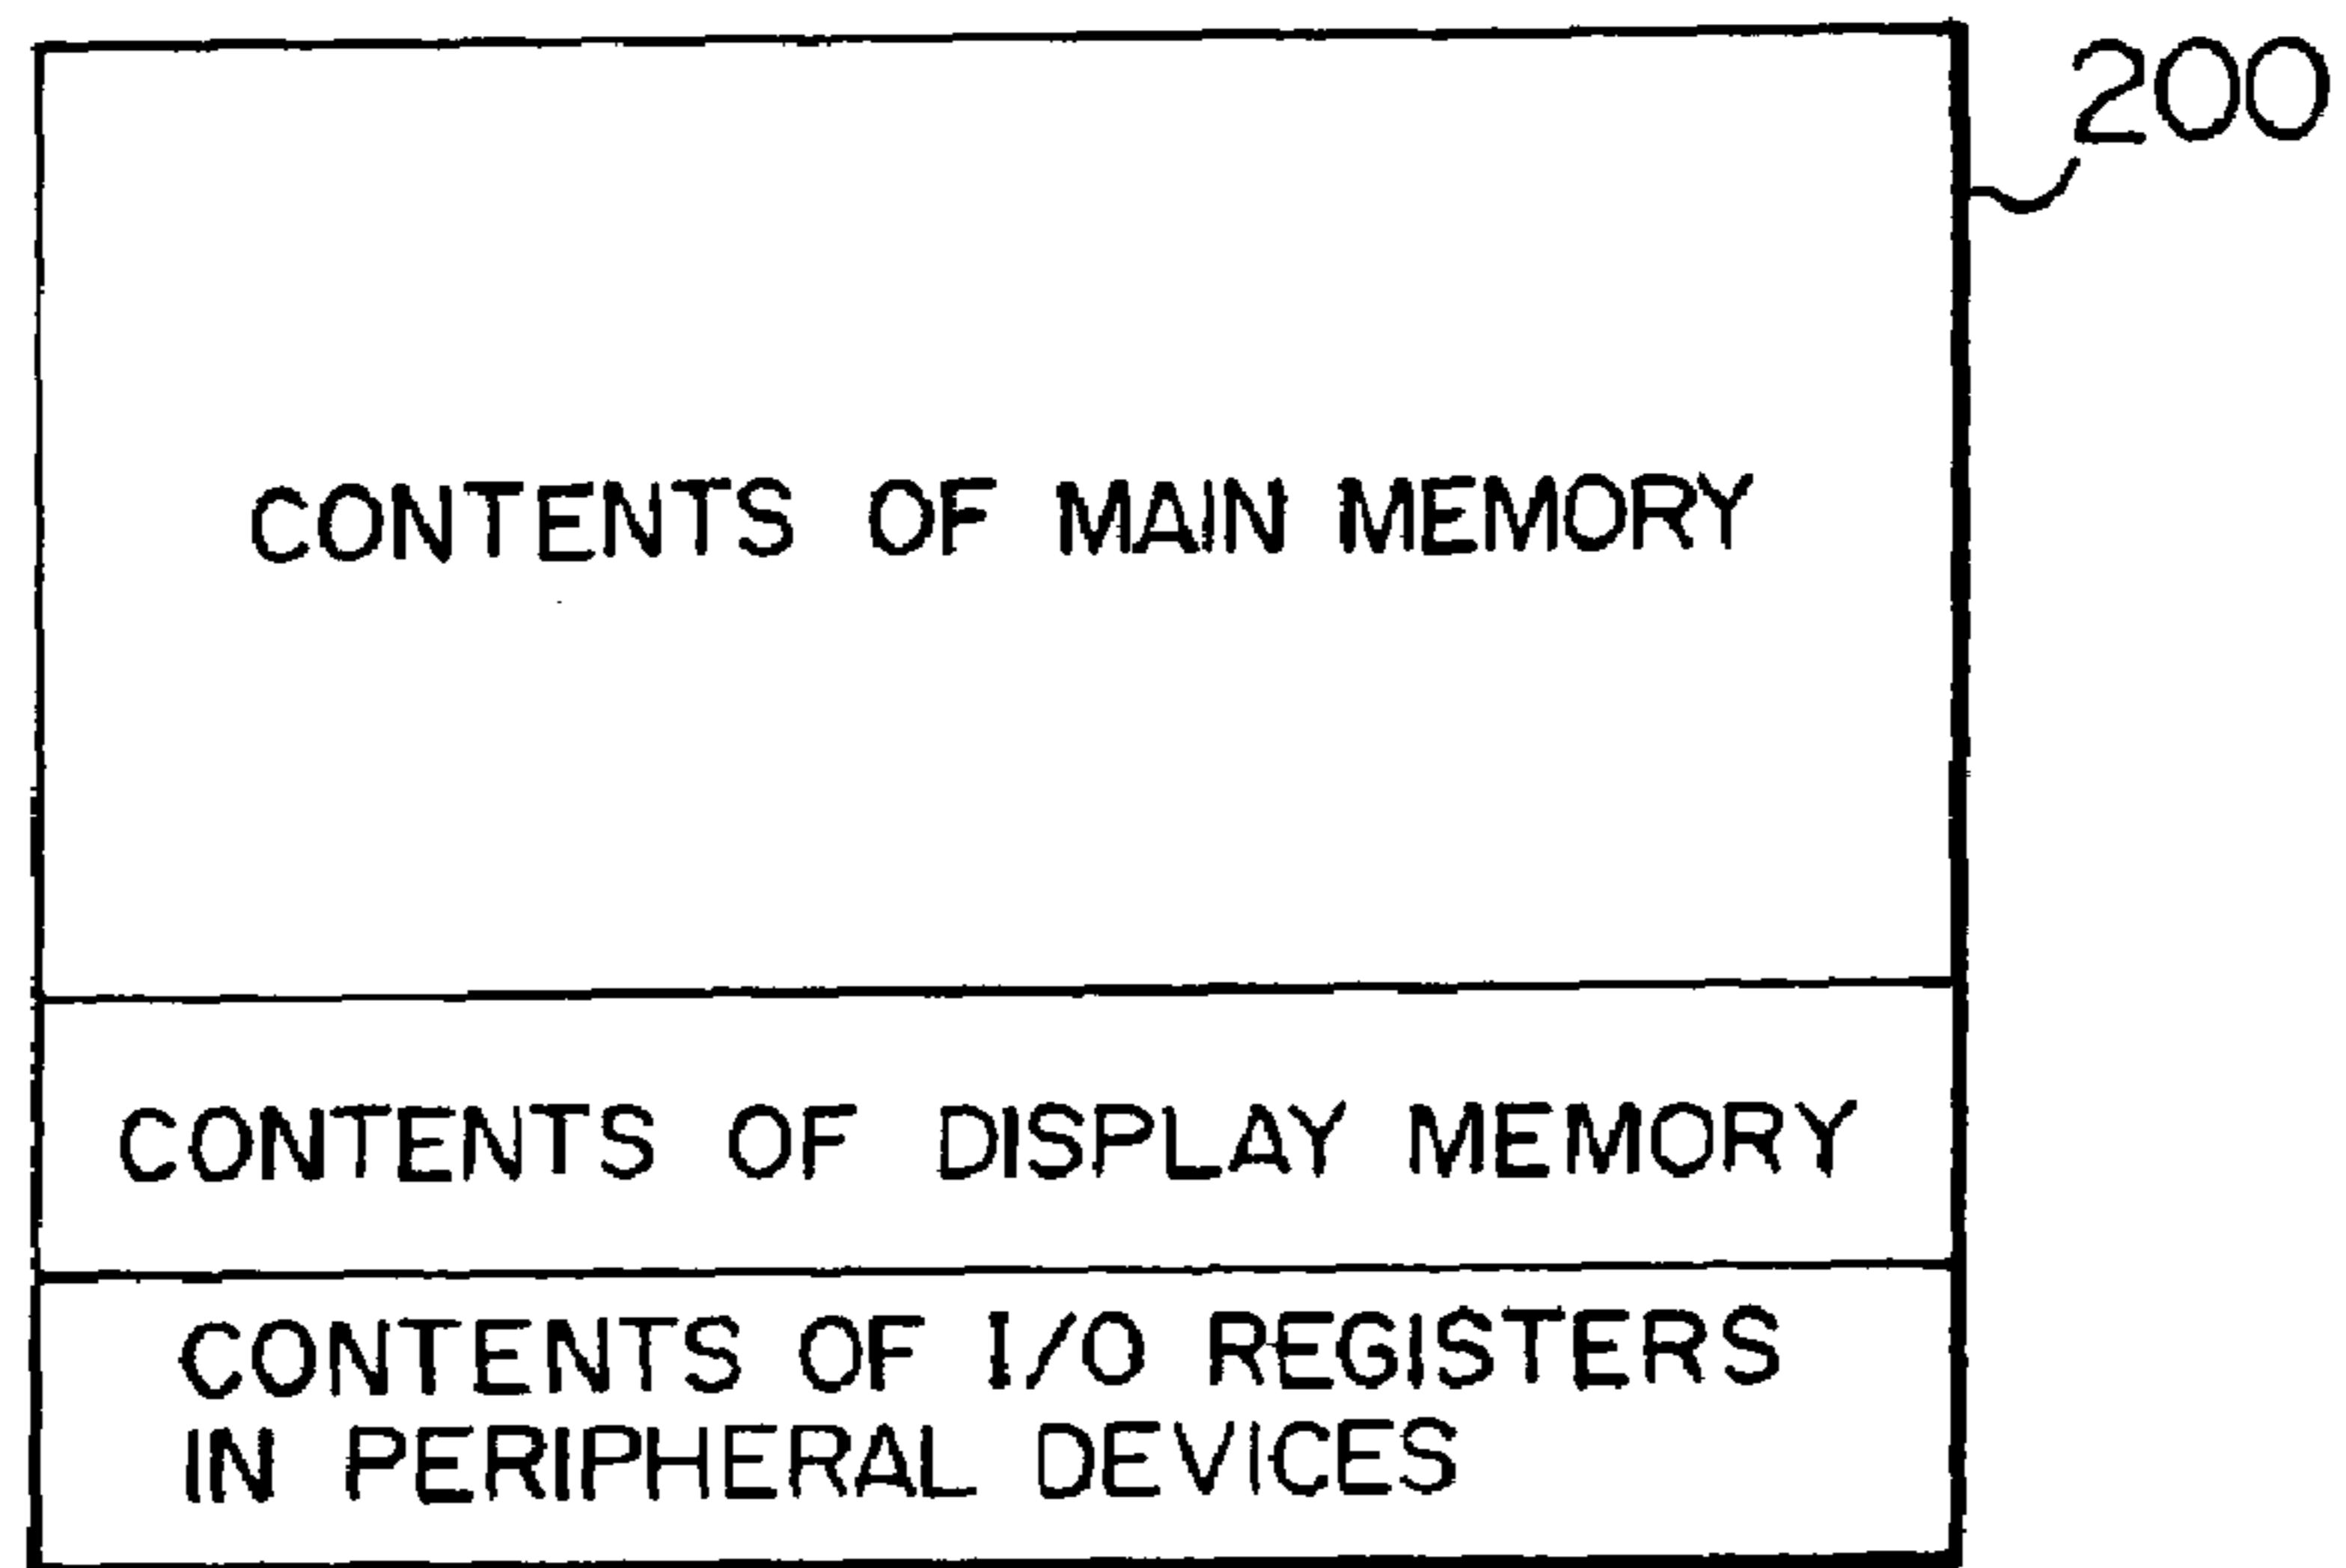 200
CONTENTS OF MAIN MEMORY
CONTENTS OF DISPLAY MEMORY
CONTENTS OF I/O REGISTERS
IN PERIPHERAL DEVICES